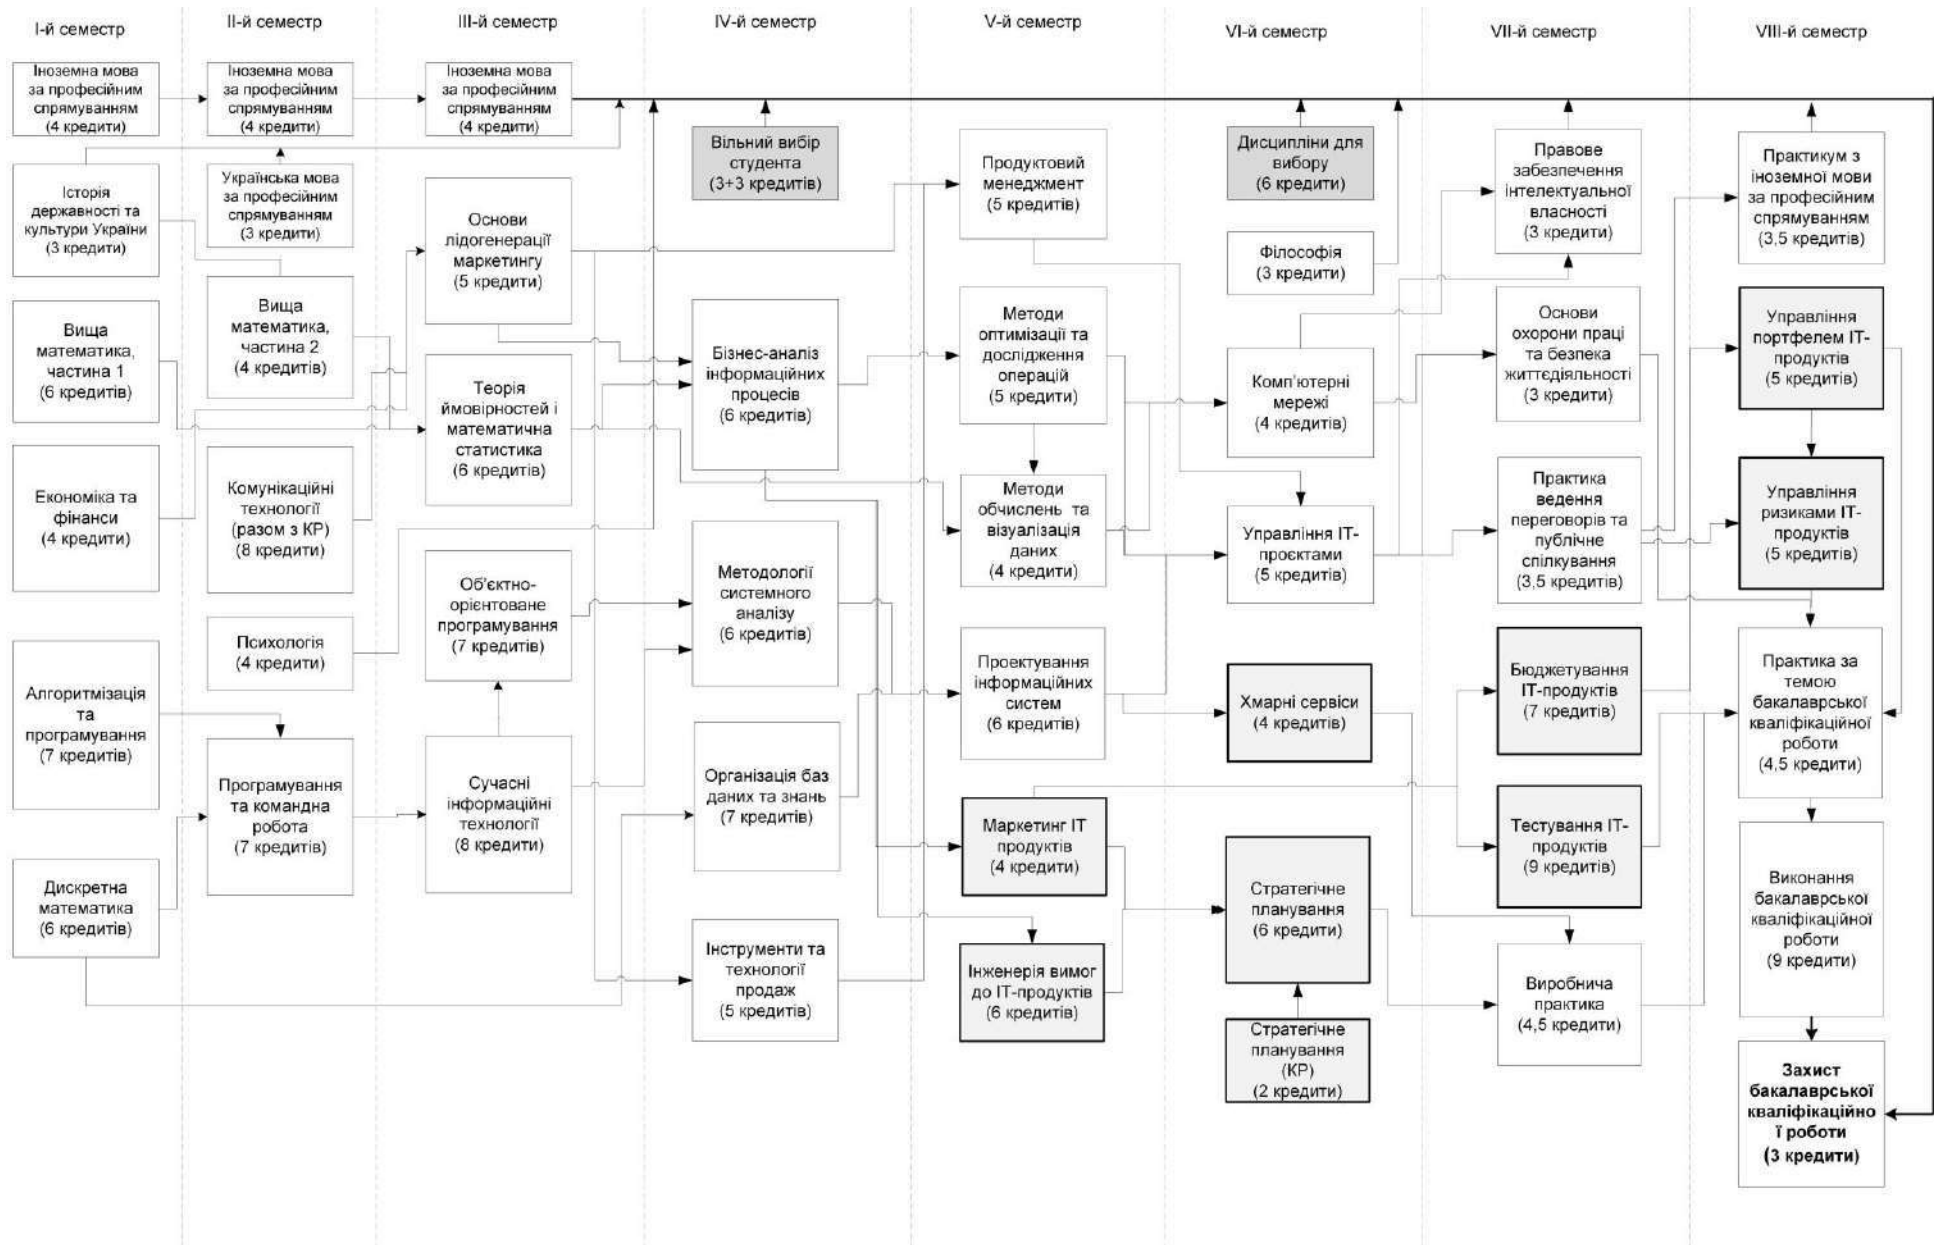 І-й семестр
Іноземна мова
за професійним
спрямуванням
(4 кредити)
Історія
державності та
культури України
(3 кредити)
Вища
математика,
частина 1
(6 кредитів)
Економіка та
фінанси
(4 кредити)
Алгоритмізація
та
програмування
(7 кредитів)
Дискретна
математика
(6 кредитів)
ІІ-й семестр
Іноземна мова
за професійним
спрямуванням
(4 кредити)
Українська мова
за професійним
спрямуванням
(3 кредити)
Вища
математика,
частина 2
(4 кредитів)
Комунікаційні
технології
(разом з КР)
(8 кредити)
Психологія
(4 кредити)
Програмування
та командна
робота
(7 кредитів)
ІІІ-й семестр
Іноземна мова
за професійним
спрямуванням
(4 кредити)
Основи
лідогенерації
маркетингу
(5 кредити)
Теорія
ймовірностей і
математична
статистика
(6 кредитів)
Об'єктно-
орієнтоване
програмування
(7 кредитів)
Сучасні
інформаційні
технології
(8 кредити)
IV-й семестр
Вільний вибір
студента
(3+3 кредитів)
Бізнес-аналіз
інформаційних
процесів
(6 кредитів)
Методології
системного
аналізу
(6 кредитів)
Організація баз
даних та знань
(7 кредитів)
Інструменти та
технології
продаж
(5 кредитів)
V-й семестр
Продуктовий
менеджмент
(5 кредитів)
Методи
оптимізації та
дослідження
операцій
(5 кредитів)
Методи
обчислень та
візуалізація
даних
(4 кредити)
Проектування
інформаційних
систем
(6 кредитів)
Маркетинг ІТ
продуктів
(4 кредити)
Інженерія вимог
до ІТ-продуктів
(6 кредитів)
VI-й семестр
Дисципліни для
вибору
(6 кредити)
Філософія
(3 кредити)
Комп'ютерні
мережі
(4 кредитів)
Управління ІТ-
проєктами
(5 кредитів)
Хмарні сервіси
(4 кредитів)
Стратегічне
планування
(6 кредити)
Стратегічне
планування
(КР)
(2 кредити)
VII-й семестр
Правове
забезпечення
інтелектуальної
власності
(3 кредити)
Основи
охорони праці
та безпека
життєдіяльності
(3 кредити)
Практика
ведення
переговорів та
публічне
спілкування
(3,5 кредитів)
Бюджетування
ІТ-продуктів
(7 кредитів)
Тестування ІТ-
продуктів
(9 кредитів)
Виробнича
практика
(4,5 кредити)
VIII-й семестр
Практикум з
іноземної мови
за професійним
спрямуванням
(3,5 кредитів)
Управління
портфелем ІТ-
продуктів
(5 кредитів)
Управління
ризиками ІТ-
продуктів
(5 кредитів)
Практика за
темою
бакалаврської
кваліфікаційної
роботи
(4,5 кредити)
Виконання
бакалаврської
кваліфікаційної
роботи
(9 кредити)
Захист
бакалаврської
кваліфікаційно
ї роботи
(3 кредити)